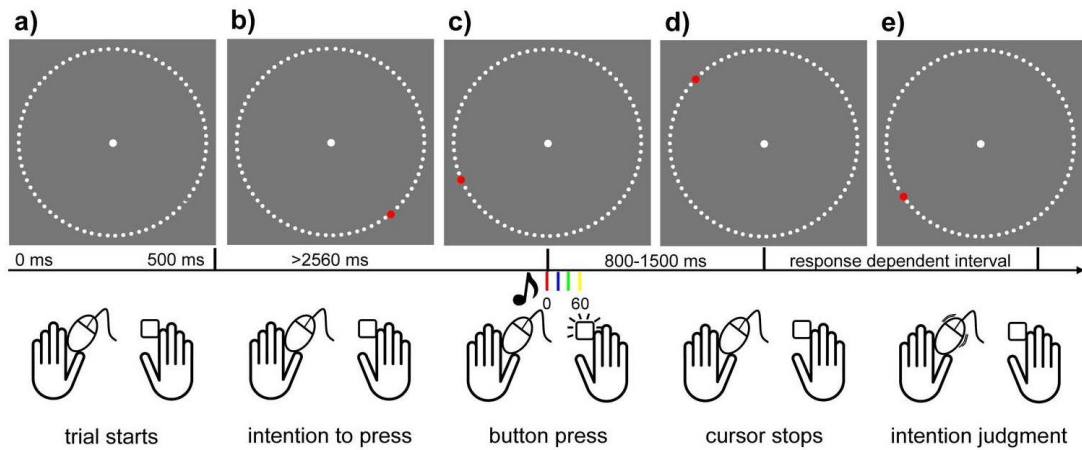 a) b) c) d) e)
0 ms 500 ms >2560 ms 800-1500 ms response dependent interval
0 60
trial starts intention to press button press cursor stops intention judgment